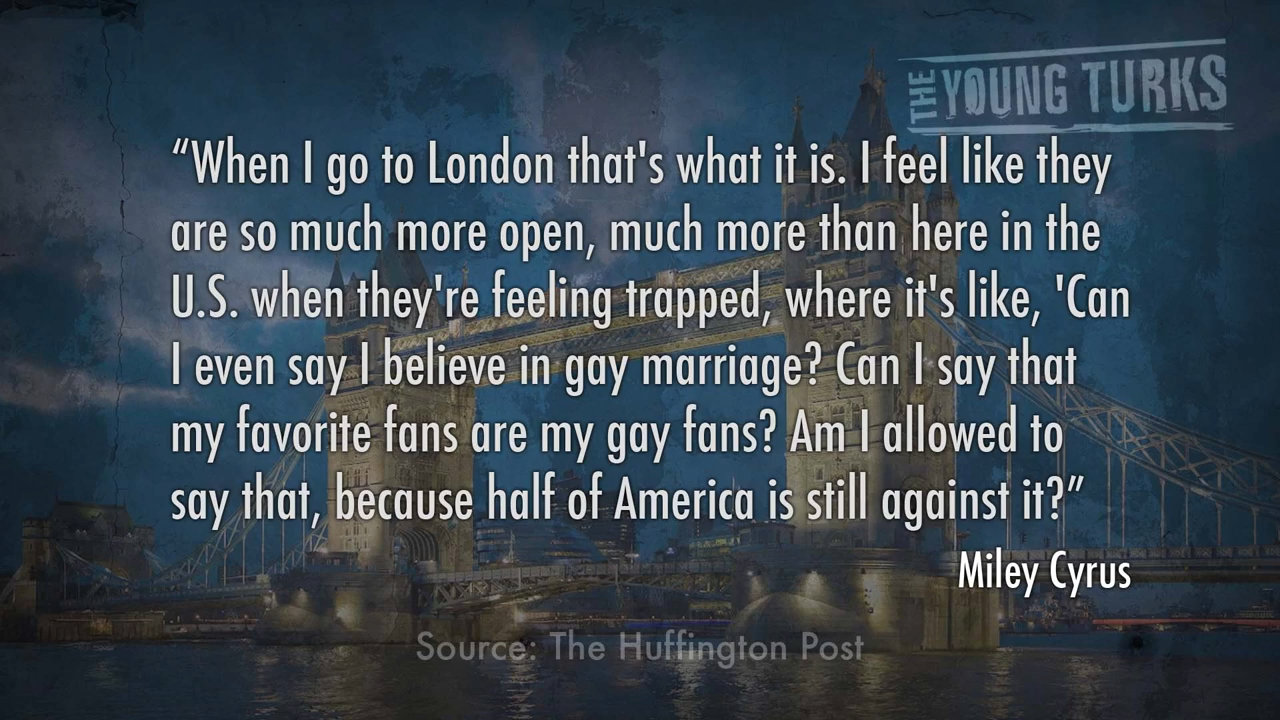 THE YOUNG TURKS
“When I go to London that's what it is. I feel like they
are so much more open, much more than here in the
U.S. when they're feeling trapped, where it's like, 'Can
I even say I believe in gay marriage? Can I say that
my favorite fans are my gay fans? Am I allowed to
say that, because half of America is still against it?”
Miley Cyrus
Source: The Huffington Post